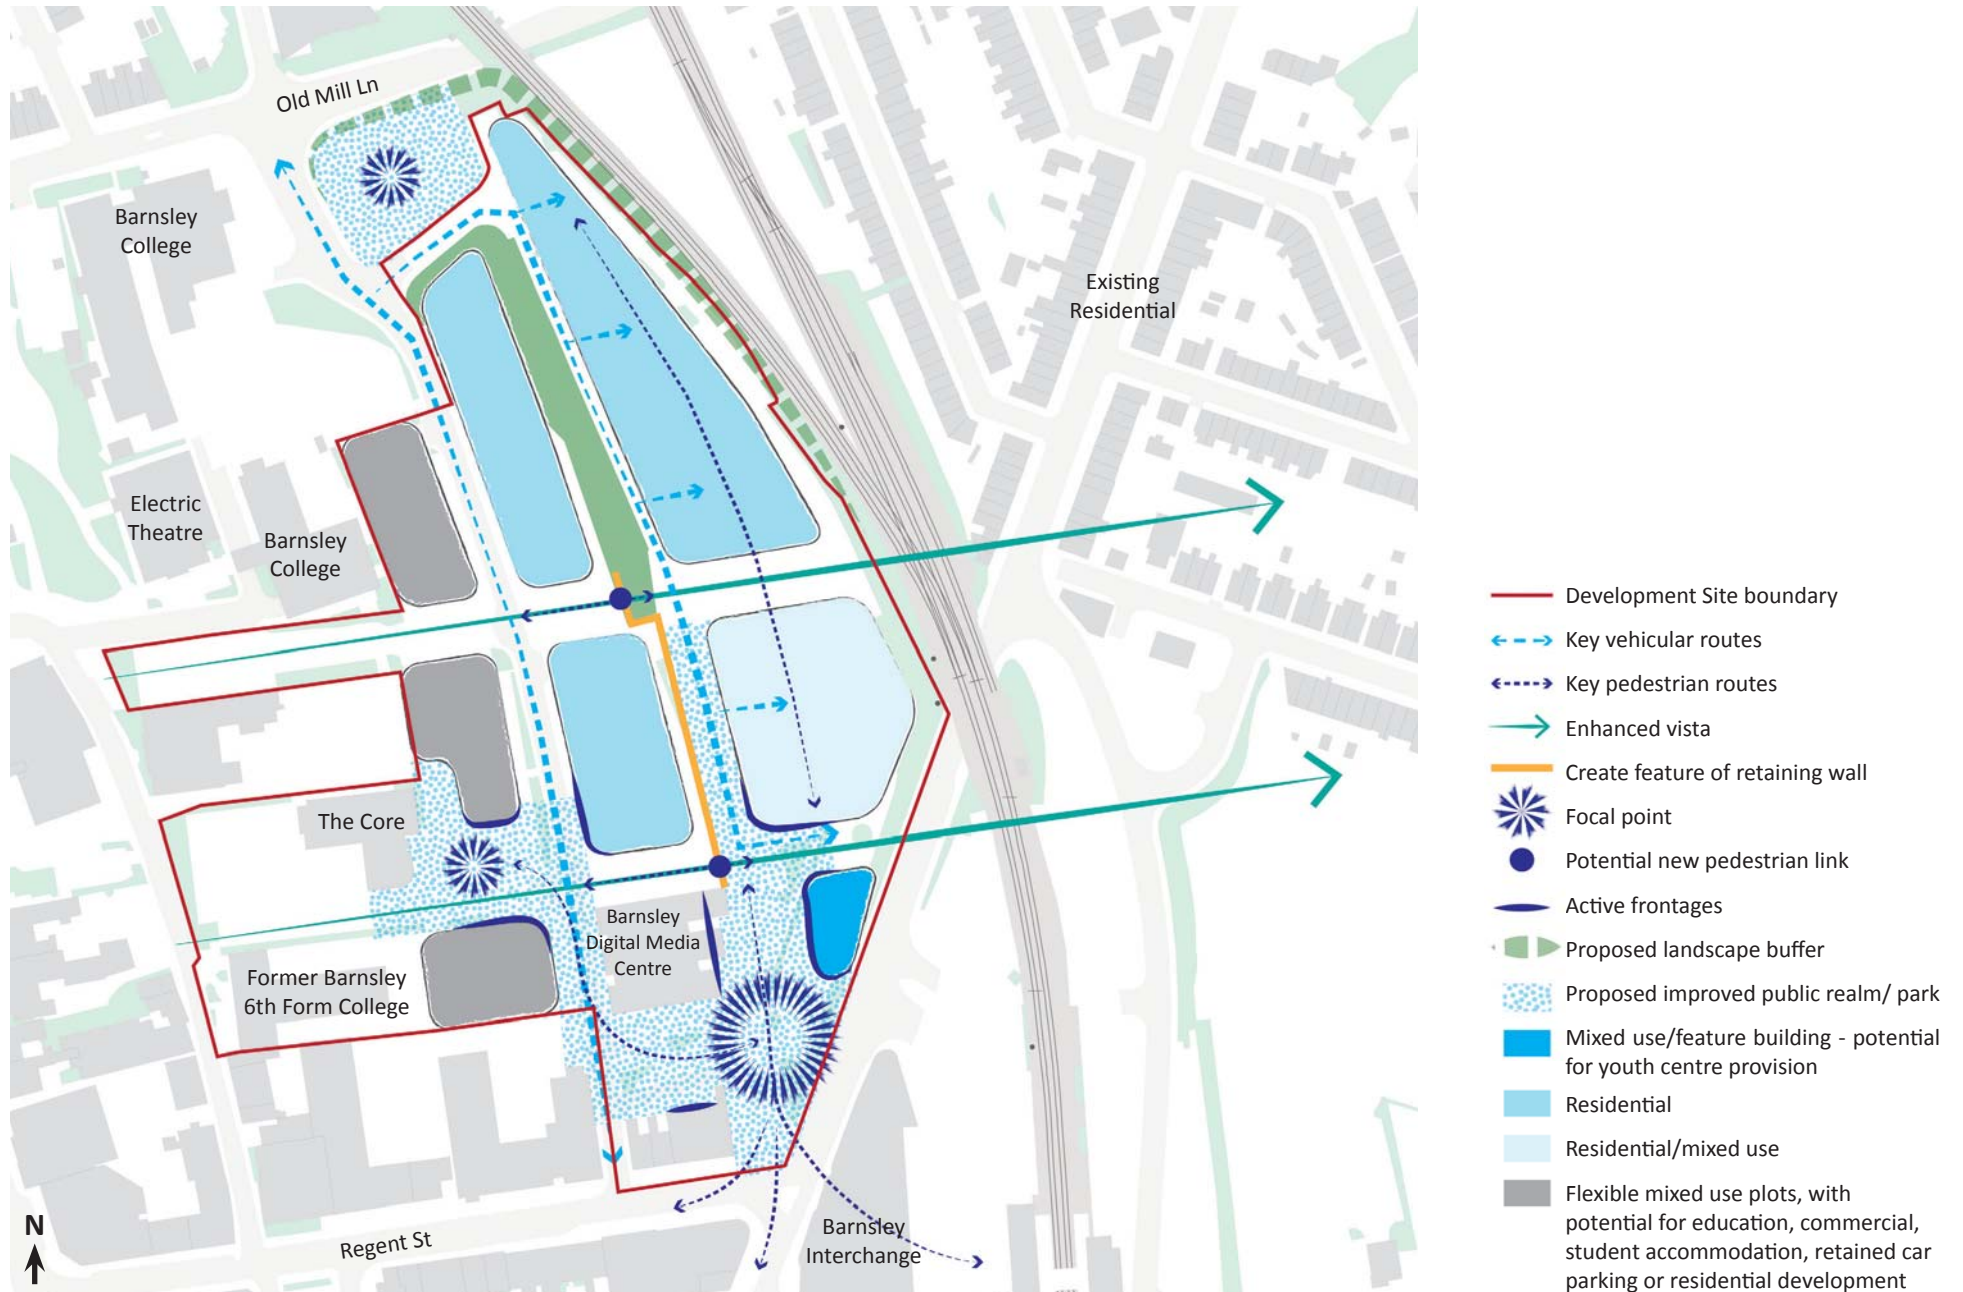 Old Mill Ln
Barnsley
College
Existing
Residential
Electric
Theatre
Barnsley
College
The Core
Barnsley
Digital Media
Centre
Former Barnsley
6th Form College
N
Regent St
Barnsley
Interchange
Development Site boundary
Key vehicular routes
Key pedestrian routes
Enhanced vista
Create feature of retaining wall
Focal point
Potential new pedestrian link
Active frontages
Proposed landscape buffer
Proposed improved public realm/ park
Mixed use/feature building - potential
for youth centre provision
Residential
Residential/mixed use
Flexible mixed use plots, with
potential for education, commercial,
student accommodation, retained car
parking or residential development